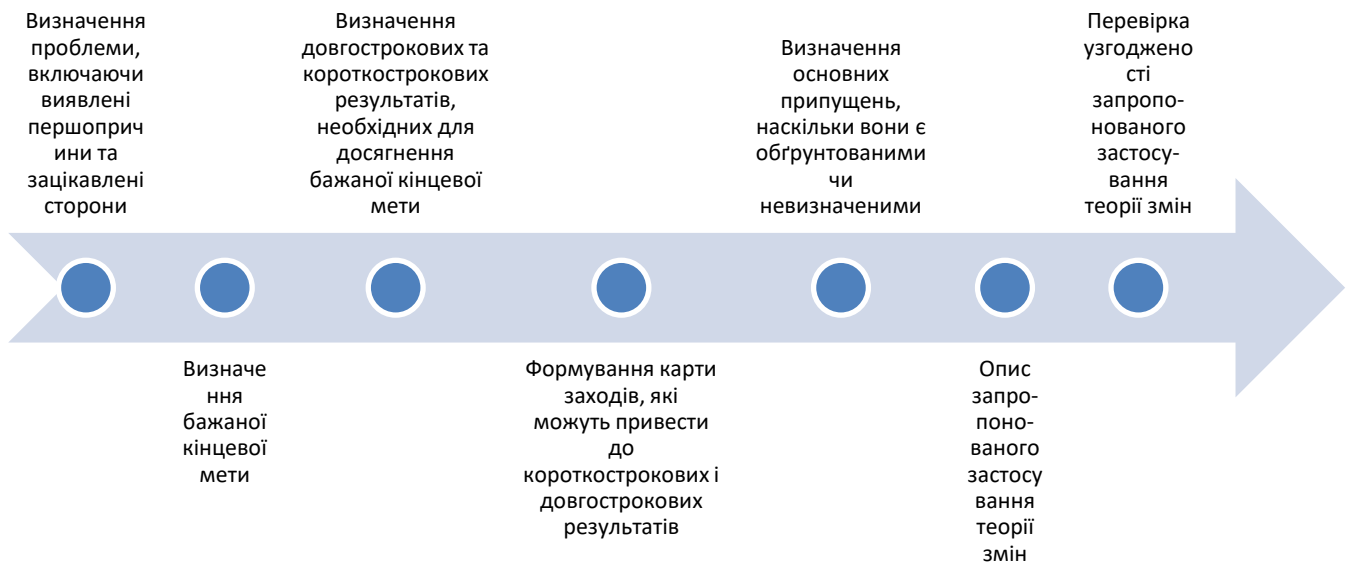 Визначення
проблеми,
включаючи
виявлені
першоприч
ини та
зацікавлені
сторони
Визначе
ння
бажаної
кінцевої
мети
Визначення
довгострокових та
короткострокових
результатів,
необхідних для
досягнення
бажаної кінцевої
мети
Формування карти
заходів, які
можуть привести
до
короткострокових і
довгострокових
результатів
Визначення
основних
припущень,
наскільки вони є
обґрунтованими
чи
невизначеними
Опис
запро-
поно-
ваного
застосу
вання
теорії
змін
Перевірка
узгоджено
сті
запропо-
нованого
застосу-
вання
теорії змін